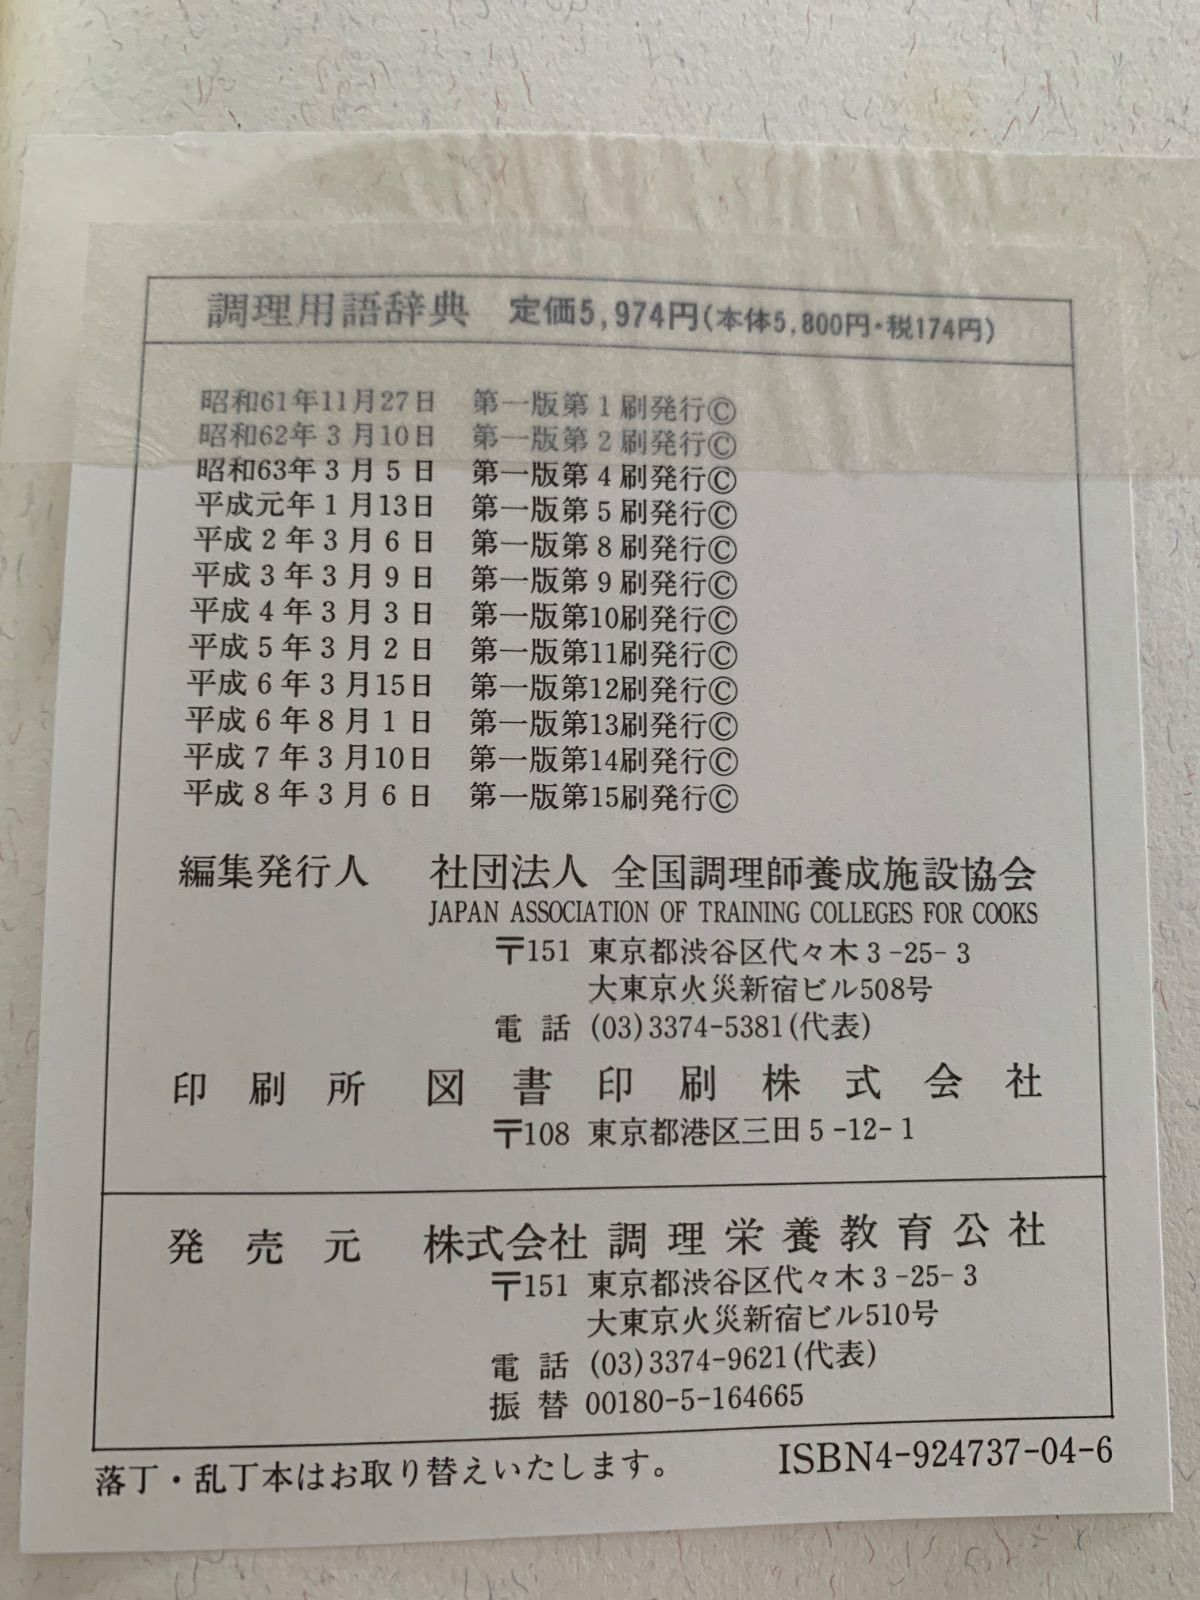 調理用語辞典 定価5,974円(本体5,800円・税174円)
昭和61年11月27日 第一版第1刷発行Ⓒ
昭和62年3月10日 第一版第2刷発行Ⓒ
昭和63年3月5日 第一版第4刷発行Ⓒ
平成元年1月13日 第一版第5刷発行Ⓒ
平成2年3月6日 第一版第8刷発行Ⓒ
平成3年3月9日 第一版第9刷発行Ⓒ
平成4年3月3日 第一版第10刷発行Ⓒ
平成5年3月2日 第一版第11刷発行Ⓒ
平成6年3月15日 第一版第12刷発行Ⓒ
平成6年8月1日 第一版第13刷発行Ⓒ
平成7年3月10日 第一版第14刷発行Ⓒ
平成8年3月6日 第一版第15刷発行Ⓒ
編集発行人 社団法人 全国調理師養成施設協会
JAPAN ASSOCIATION OF TRAINING COLLEGES FOR COOKS
〒151 東京都渋谷区代々木3-25-3
大東京火災新宿ビル508号
電話 (03)3374-5381(代表)
印刷所 図書印刷株式会社
〒108 東京都港区三田5-12-1
発売元 株式会社 調理栄養教育公社
〒151 東京都渋谷区代々木3-25-3
大東京火災新宿ビル510号
電話 (03)3374-9621(代表)
振替 00180-5-164665
落丁・乱丁本はお取り替えいたします。 ISBN4-924737-04-6